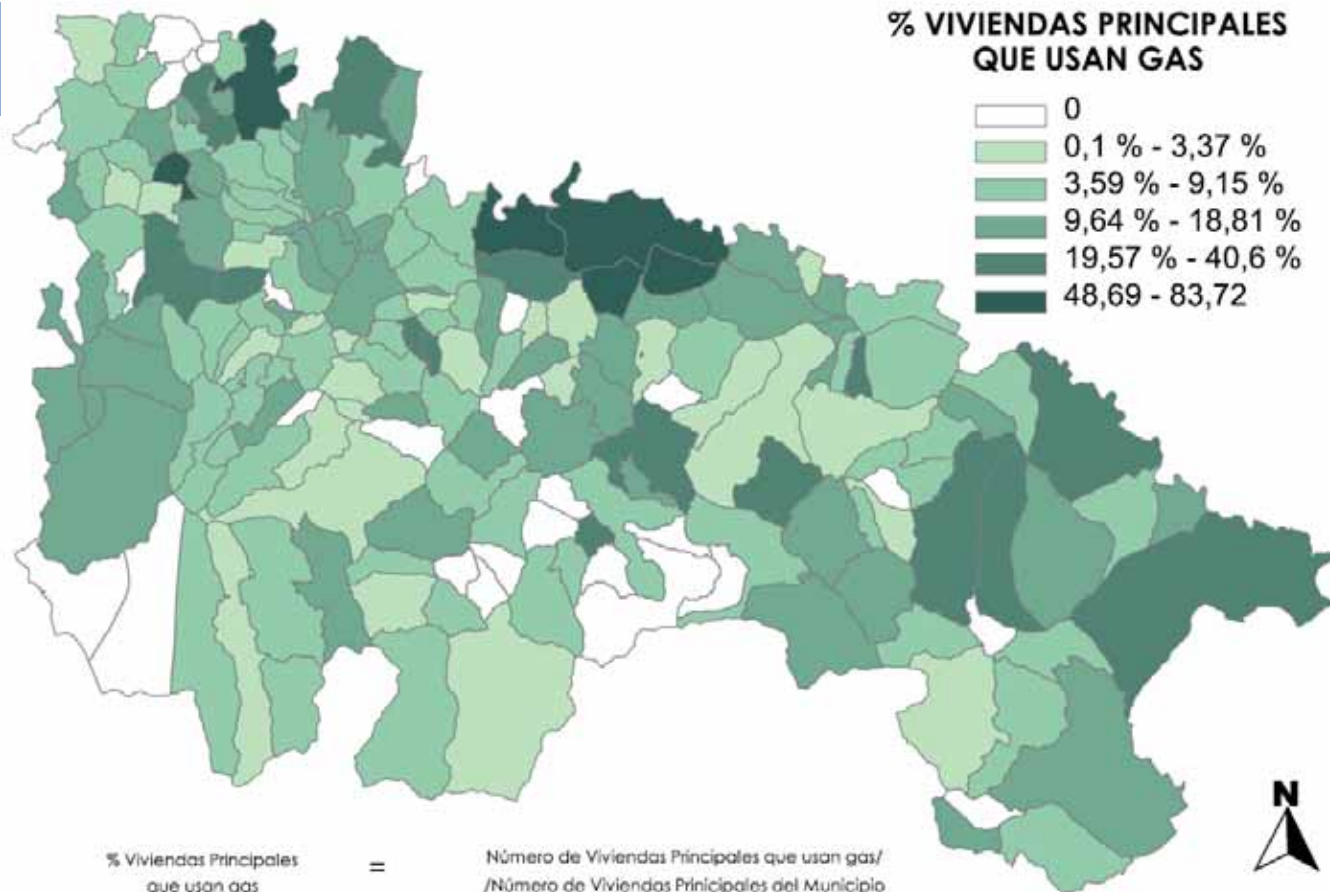 % VIVIENDAS PRINCIPALES
QUE USAN GAS
0
0,1 % - 3,37 %
3,59 % - 9,15 %
9,64 % - 18,81 %
19,57 % - 40,6 %
48,69 - 83,72
N
% Viviendas Principales
que usan gas
=
Número de Viviendas Principales que usan gas/
/Número de Viviendas Prinicipales del Municipio